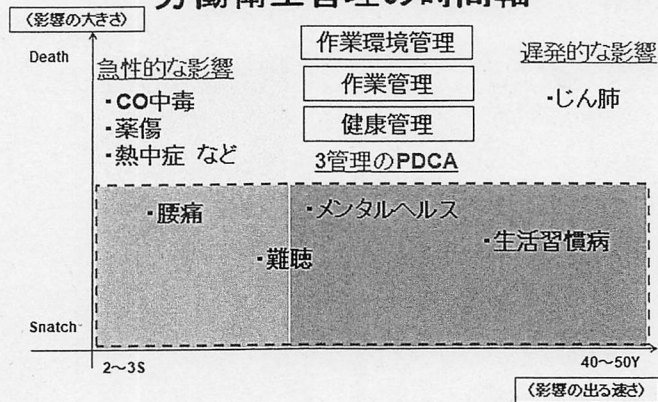 労働衛生管理の時間軸
〈影響の大きさ〉
Death
急性的な影響
・CO中毒
・薬傷
・熱中症 など
作業環境管理
作業管理
健康管理
3管理のPDCA
遅発的な影響
・じん肺
・腰痛
・メンタルヘルス
・難聴
・生活習慣病
Snatch
2～3S
40～50Y
〈影響の出る速さ〉